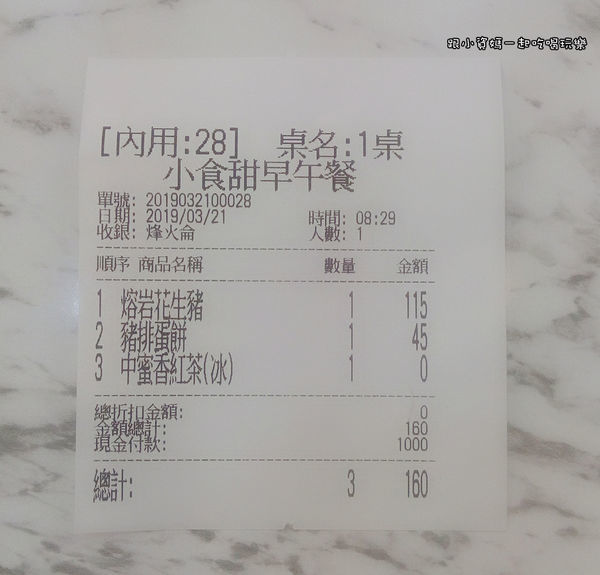 跟小資媽一起吃喝玩樂
[內用:28] 桌名:1桌
小食甜早午餐
單號: 2019032100028
日期: 2019/03/21 時間: 08:29
收銀: 烽火侖 人數: 1
順序 商品名稱 數量 金額
1 熔岩花生豬 1 115
2 豬排蛋餅 1 45
3 中蜜香紅茶(冰) 1 0
總折扣金額: 0
金額總計: 160
現金付款: 1000
總計: 3 160